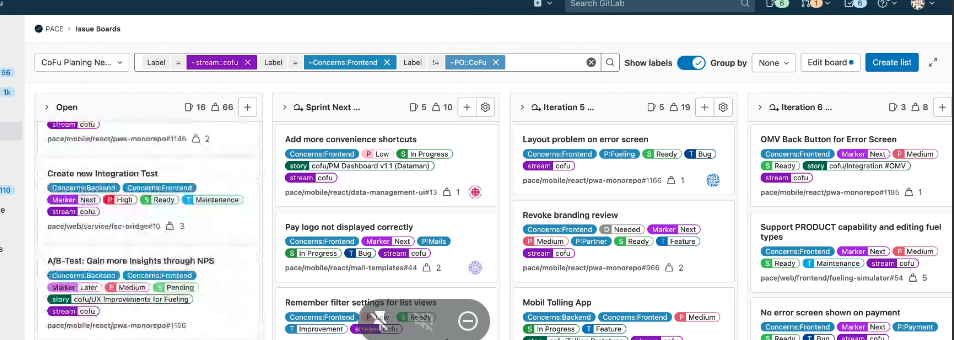 Search GitLab
6
1
6
PACE > Issue Boards
CoFu Planing Ne...
Label = ~stream::cofu × Label = ~Concerns:Frontend × Label != ~PO::CoFu ×
Show labels
Group by
None
Edit board
Create list
56
1k
110
Open 16 66
pace/mobile/react/pwa-monorepo#1146 2
Create new Integration Test
Concerns:Backend Concerns:Frontend
Marker Next P High S Ready T Maintenance
stream cofu
pace/web/service/fsc-bridge#10 3
A/B-Test: Gain more Insights through NPS
Concerns:Backend Concerns:Frontend
Marker Later P Medium S Pending
story cofu/UX Improvements for Fueling
stream cofu
pace/mobile/react/pwa-monorepo#1166
Sprint Next ... 5 10
Add more convenience shortcuts
Concerns:Frontend P Low S In Progress
story cofu/PM Dashboard v1.1 (Dataman)
stream cofu
pace/mobile/react/data-management-ui#13 1
Pay logo not displayed correctly
Concerns:Frontend Marker Next P!Mails
S In Progress T Bug stream cofu
pace/mobile/react/mail-templates#44 2
Remember filter settings for list views
Concerns:Frontend P Low S Ready
T Improvement stream cofu
Iteration 5 ... 5 19
Layout problem on error screen
Concerns:Frontend P!Fueling S Ready T Bug
stream cofu
pace/mobile/react/pwa-monorepo#1166 1
Revoke branding review
Concerns:Frontend D Needed Marker Next
P Medium P!Partner S Ready T Feature
stream cofu
pace/mobile/react/pwa-monorepo#966 2
Mobil Tolling App
Concerns:Backend Concerns:Frontend P Medium
S In Progress T Feature
Iteration 6 ... 3 8
OMV Back Button for Error Screen
Concerns:Frontend Marker Next P Medium
S Ready story cofu/Integration #OMV
stream cofu
pace/mobile/react/pwa-monorepo#1185 1
Support PRODUCT capability and editing fuel
types
Concerns:Frontend Marker Next P Medium
S Ready T Maintenance stream cofu
pace/web/frontend/fueling-simulator#54 5
No error screen shown on payment
Concerns:Frontend Marker Next P!Payment
S Ready T Bug stream cofu